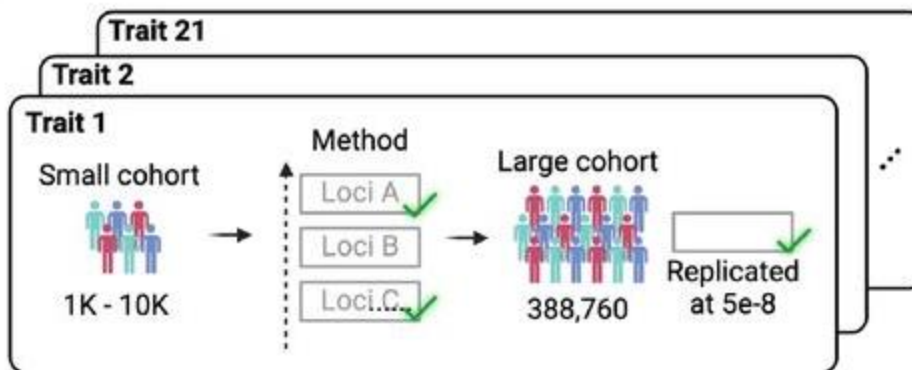 Trait 21
Trait 2
Trait 1
Small cohort
1K - 10K
Method
Loci A
Loci B
Loci C
Large cohort
388,760
Replicated
at 5e-8